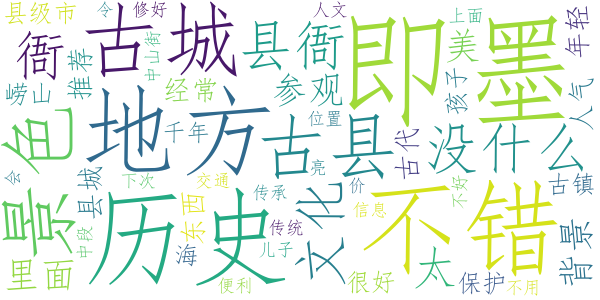 县级市 令 修好 人文
古城 县衙 即墨
衙 推荐 中山街 上面 美 年轻
崂山 经常 参观 孩子 人气
色 地方 千年 位置
古县 古代 没什么
会 县城 下次 交通 亮 传承 价 不好 古镇
景 历史 东西 传统 文化 信息 不错
中段 海 儿子 太 背景
里面 便利 很好 保护 不用